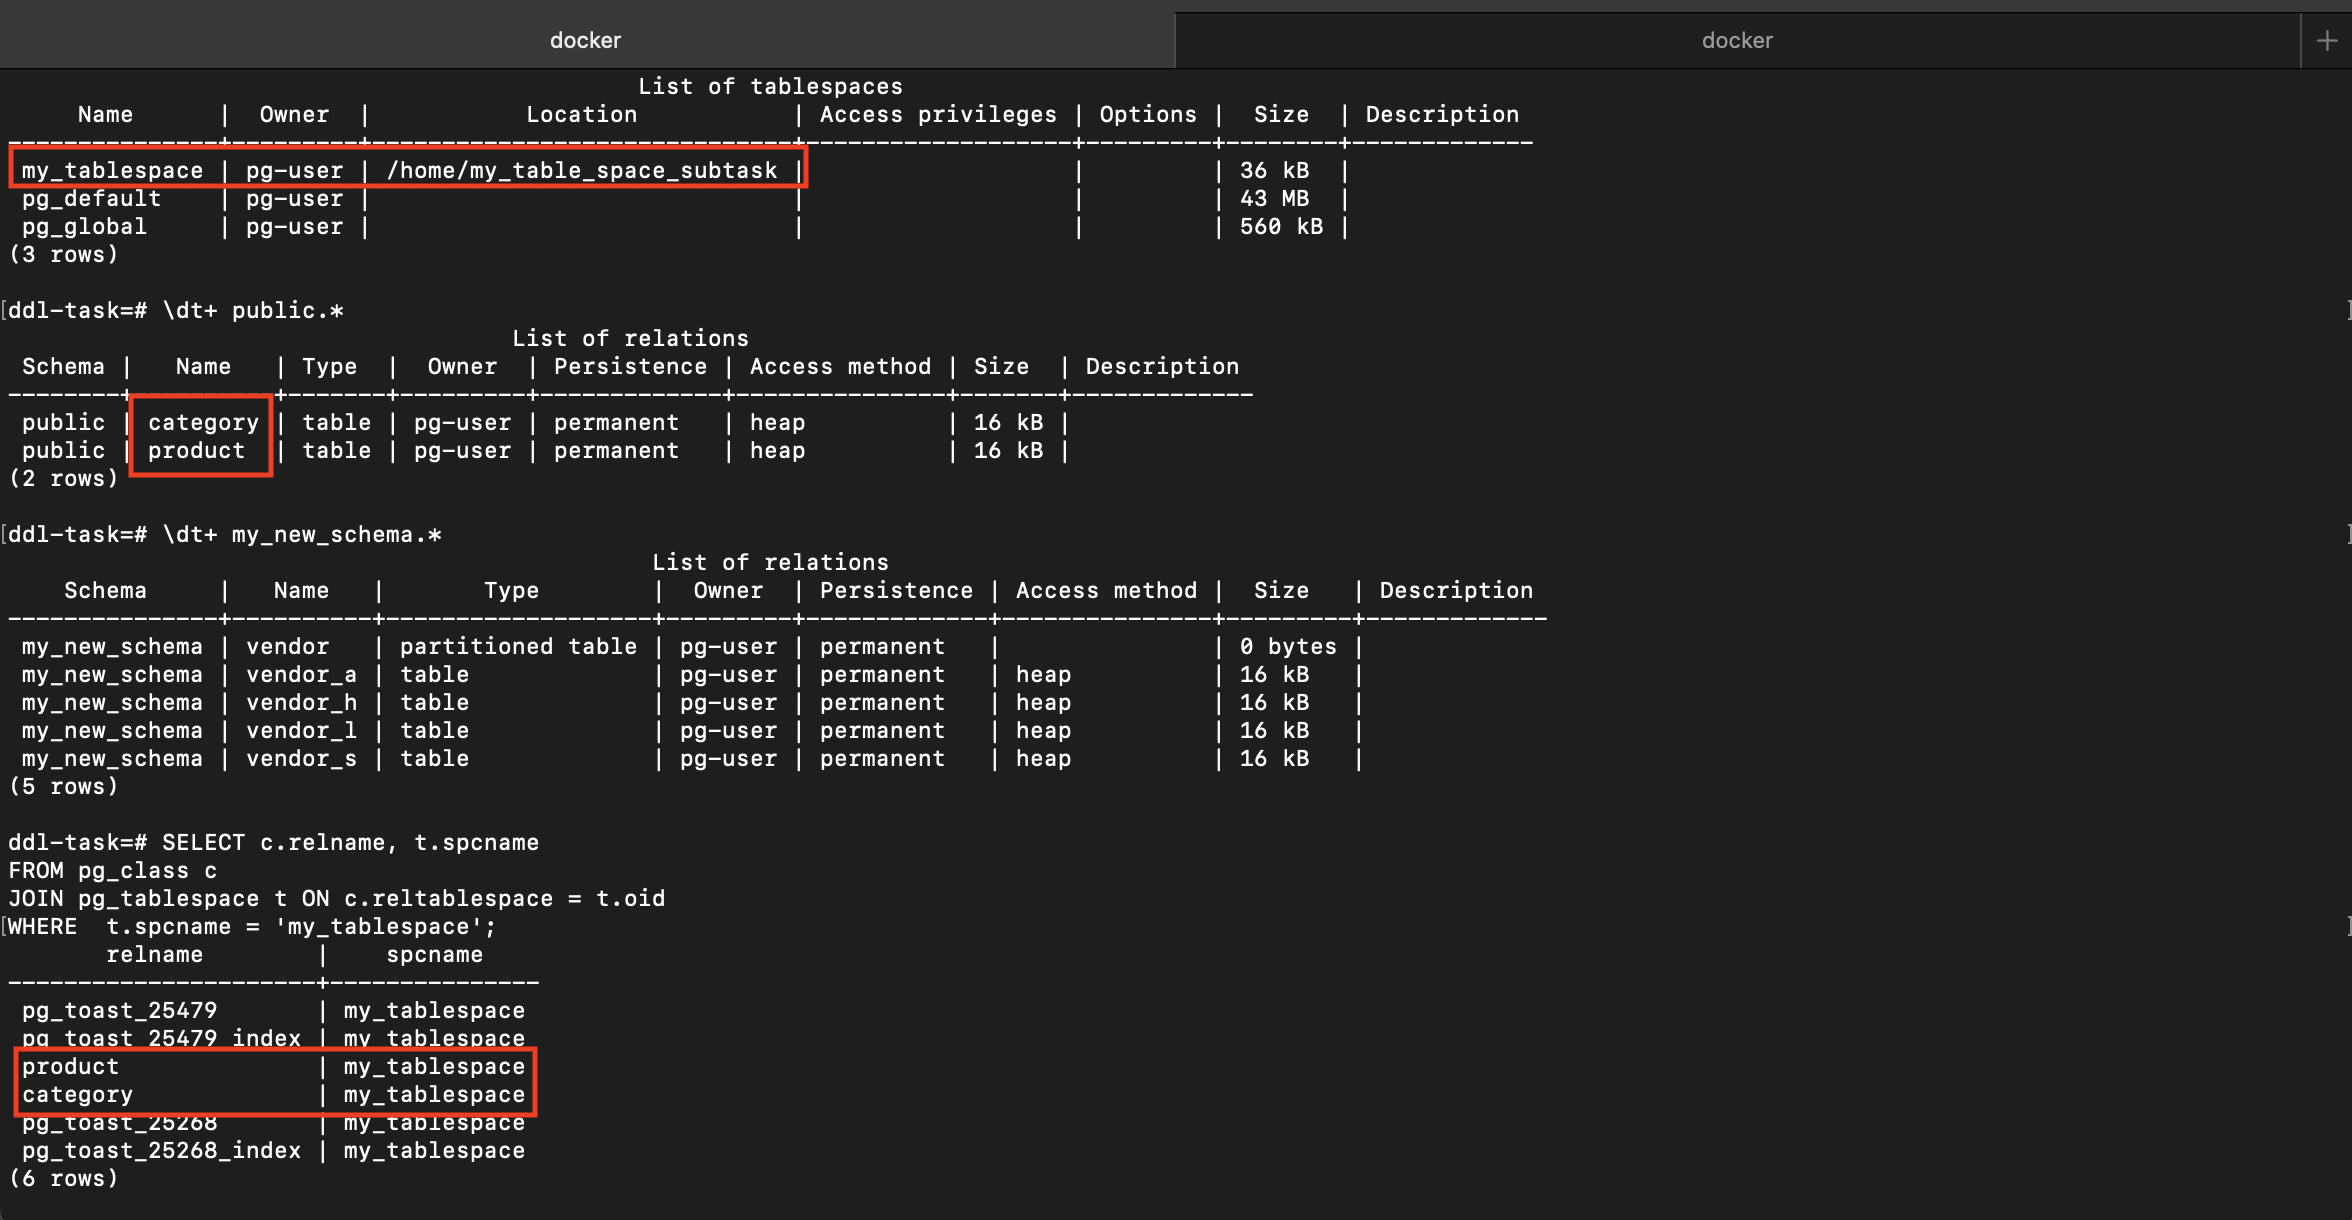 docker docker +
List of tablespaces
Name | Owner | Location | Access privileges | Options | Size | Description
---------------+---------+-------------------------------+-------------------+---------+--------+-------------
my_tablespace | pg-user | /home/my_table_space_subtask | | | 36 kB |
pg_default | pg-user | | | | 43 MB |
pg_global | pg-user | | | | 560 kB |
(3 rows)
[ddl-task=# \dt+ public.* ]
List of relations
Schema | Name | Type | Owner | Persistence | Access method | Size | Description
--------+----------+-------+---------+-------------+---------------+-------+-------------
public | category | table | pg-user | permanent | heap | 16 kB |
public | product | table | pg-user | permanent | heap | 16 kB |
(2 rows)
[ddl-task=# \dt+ my_new_schema.* ]
List of relations
Schema | Name | Type | Owner | Persistence | Access method | Size | Description
---------------+----------+-------------------+---------+-------------+---------------+---------+-------------
my_new_schema | vendor | partitioned table | pg-user | permanent | | 0 bytes |
my_new_schema | vendor_a | table | pg-user | permanent | heap | 16 kB |
my_new_schema | vendor_h | table | pg-user | permanent | heap | 16 kB |
my_new_schema | vendor_l | table | pg-user | permanent | heap | 16 kB |
my_new_schema | vendor_s | table | pg-user | permanent | heap | 16 kB |
(5 rows)
ddl-task=# SELECT c.relname, t.spcname
FROM pg_class c
JOIN pg_tablespace t ON c.reltablespace = t.oid
[WHERE  t.spcname = 'my_tablespace'; ]
relname | spcname
----------------------+---------------
pg_toast_25479 | my_tablespace
pg_toast_25479_index | my_tablespace
product | my_tablespace
category | my_tablespace
pg_toast_25268 | my_tablespace
pg_toast_25268_index | my_tablespace
(6 rows)